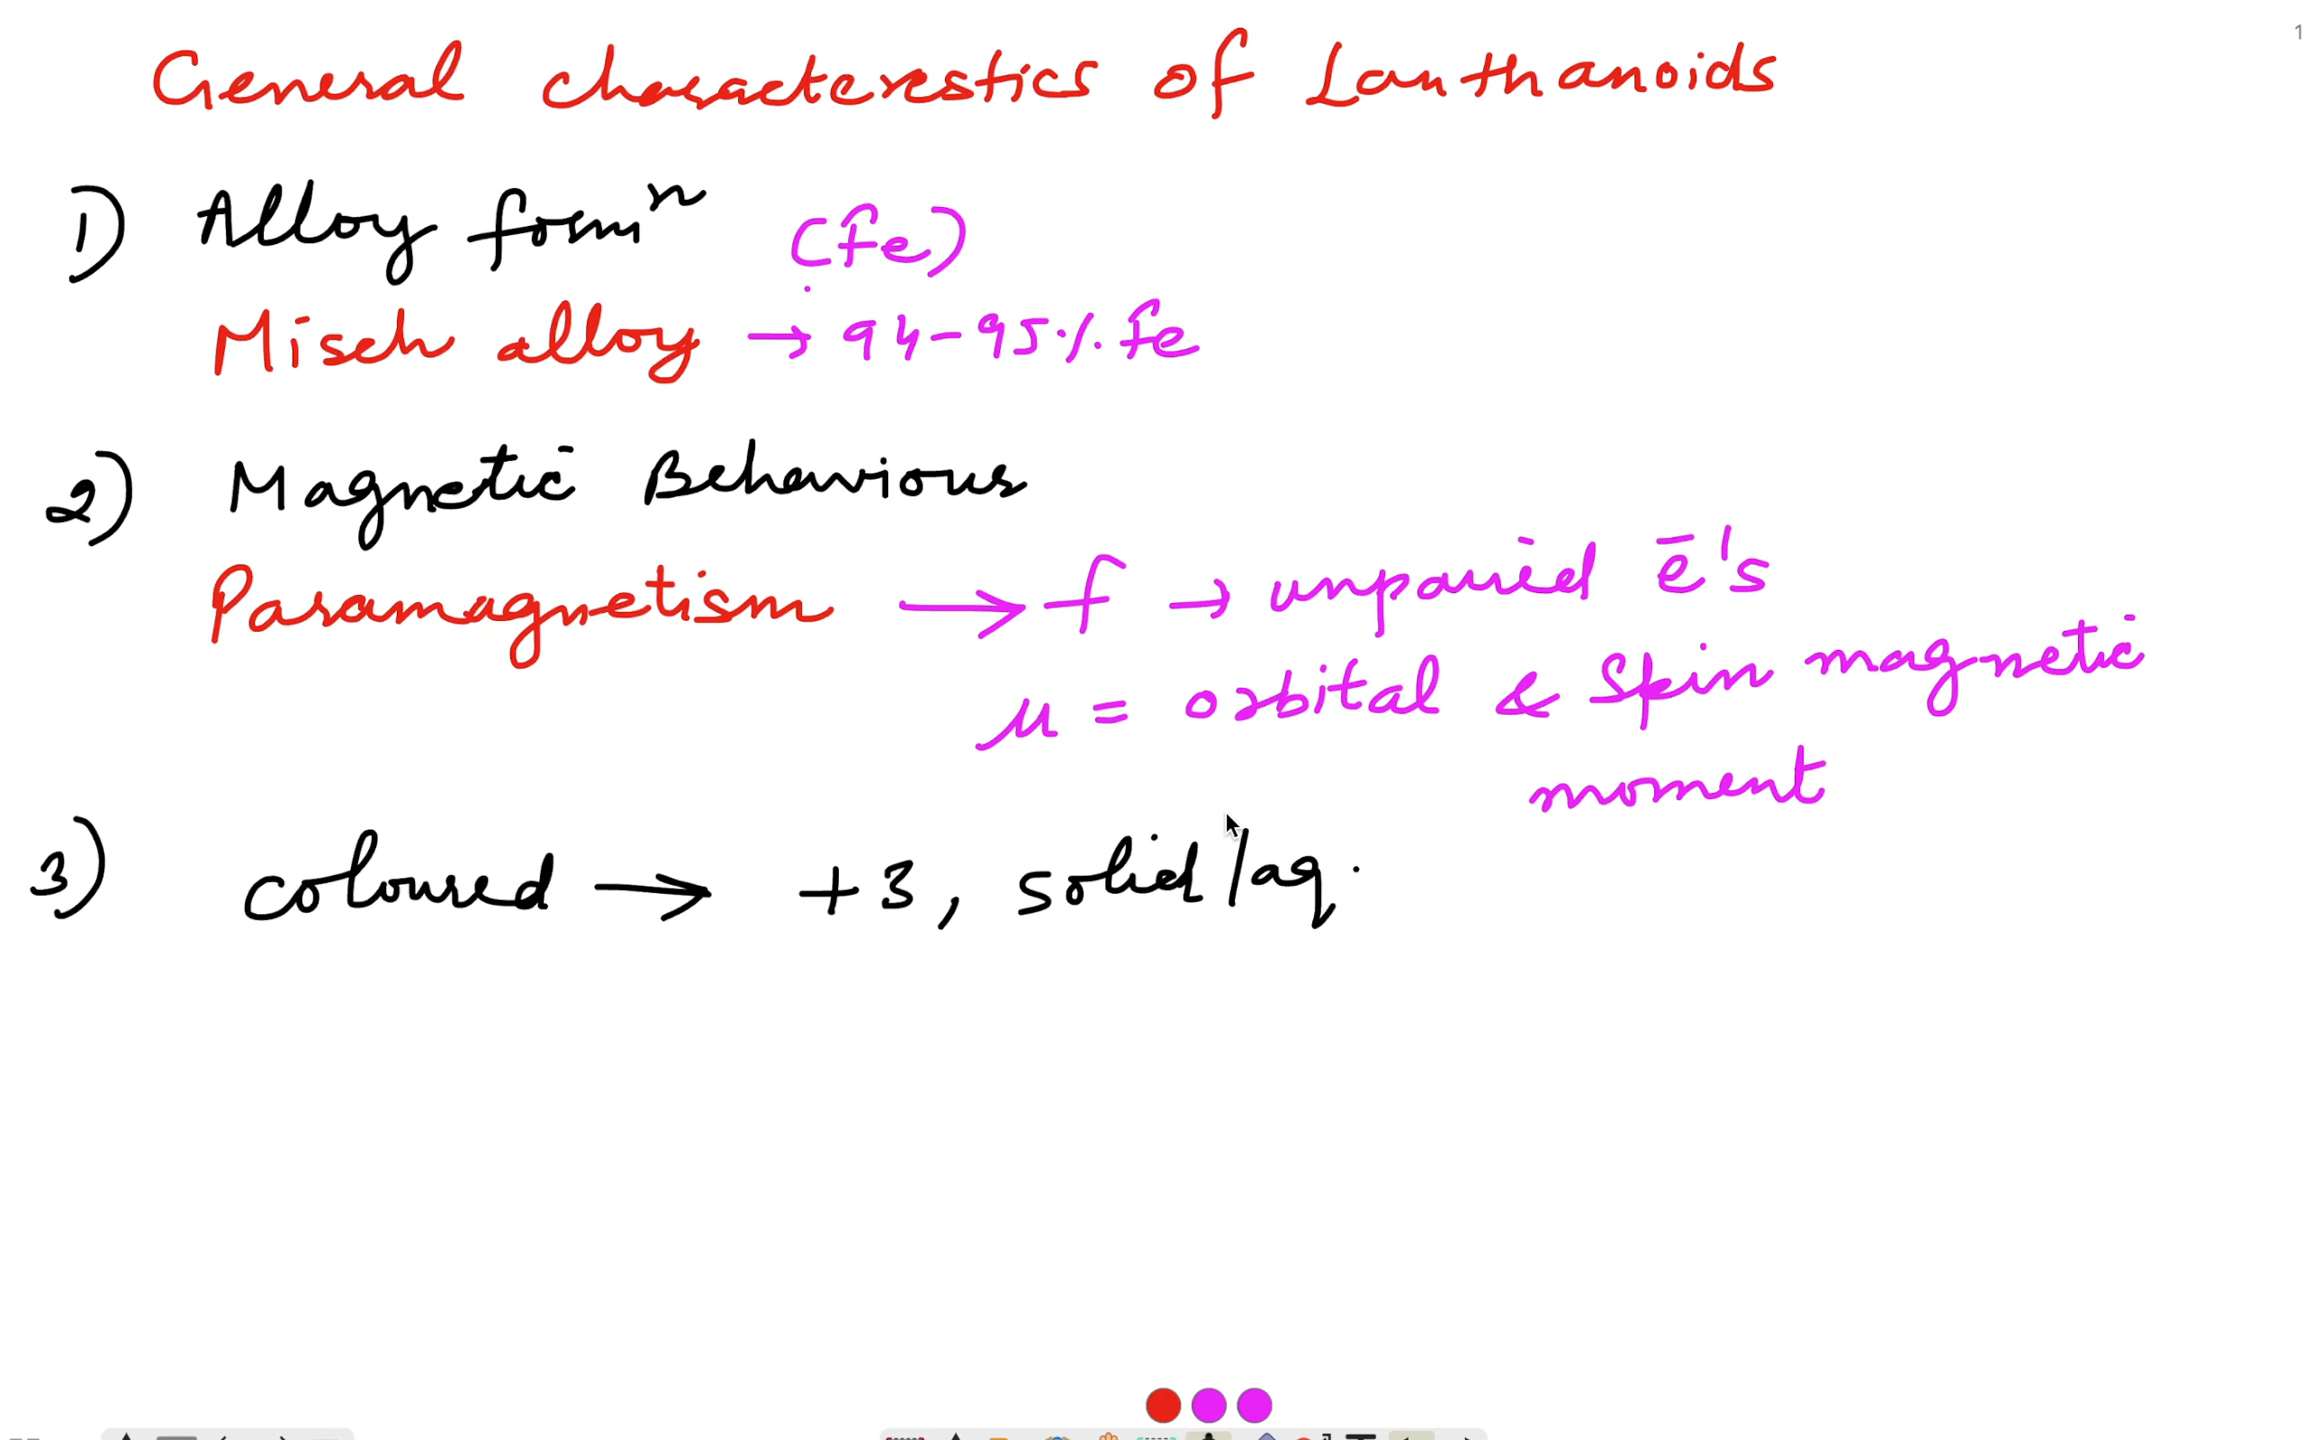 1
General characterestics of Lanthanoids
1) Alloy formⁿ (fe)
Misch alloy → 94-95% fe
2) Magnetic Behaviour
Paramagnetism → f → unpaired e̅'s
μ = orbital & Spin magnetic
moment
3) coloured → +3, solid/aq.